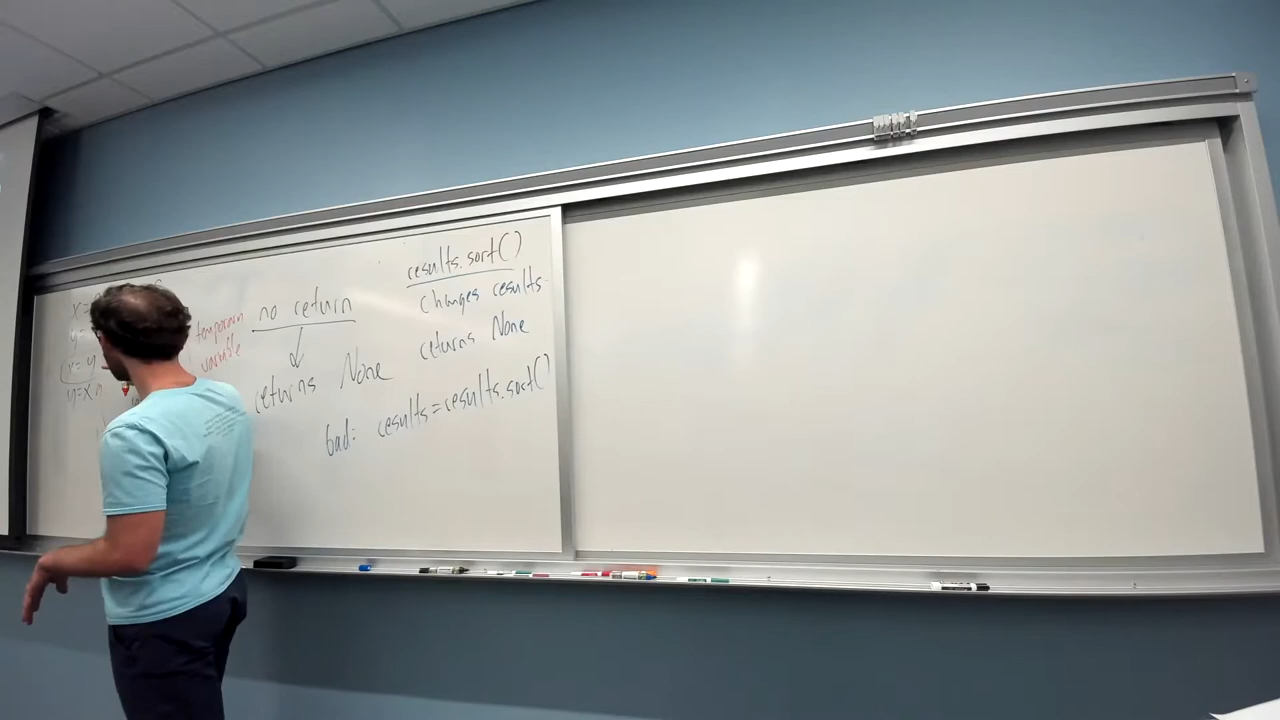 x=
y=
x=y
y=x
temporary
variable
no return
returns None
results.sort()
changes results
returns None
bad: results=results.sort()